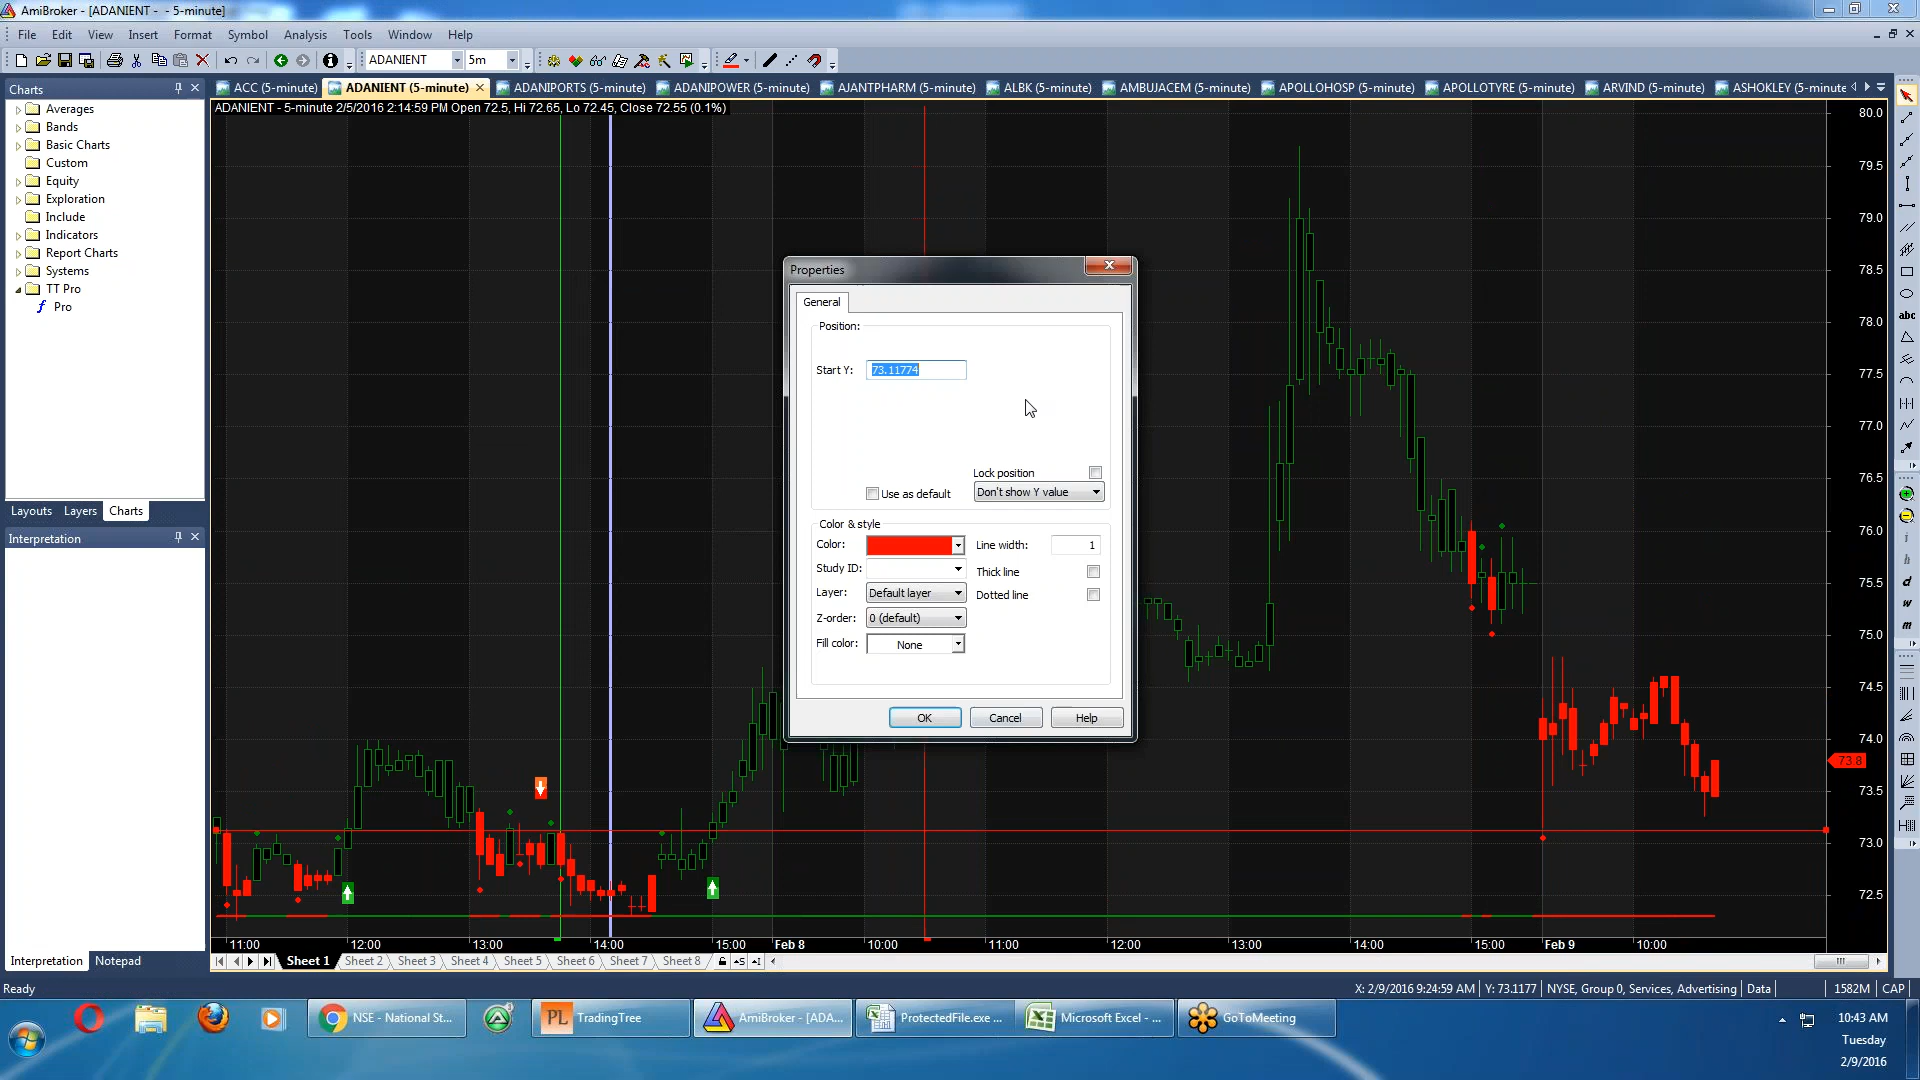 AmiBroker - [ADANIENT - - 5-minute]
File Edit View Insert Format Symbol Analysis Tools Window Help
ADANIENT 5m
Charts
ACC (5-minute) ADANIENT (5-minute) ADANIPORTS (5-minute) ADANIPOWER (5-minute) AJANTPHARM (5-minute) ALBK (5-minute) AMBUJACEM (5-minute) APOLLOHOSP (5-minute) APOLLOTYRE (5-minute) ARVIND (5-minute) ASHOKLEY (5-minute
ADANIENT - 5-minute 2/5/2016 2:14:59 PM Open 72.5, Hi 72.65, Lo 72.45, Close 72.55 (0.1%)
Averages
Bands
Basic Charts
Custom
Equity
Exploration
Include
Indicators
Report Charts
Systems
TT Pro
Pro
Layouts Layers Charts
Interpretation
Interpretation Notepad
Properties
General
Position:
Start Y: 73.11774
Lock position
Use as default Don't show Y value
Color & style
Color: Line width: 1
Study ID: Thick line
Layer: Default layer Dotted line
Z-order: 0 (default)
Fill color: None
OK Cancel Help
80.0
79.5
79.0
78.5
78.0
77.5
77.0
76.5
76.0
75.5
75.0
74.5
74.0
73.8
73.5
73.0
72.5
abc
i
h
d
w
m
11:00 12:00 13:00 14:00 15:00 Feb 8 10:00 11:00 12:00 13:00 14:00 15:00 Feb 9 10:00
Sheet 1 Sheet 2 Sheet 3 Sheet 4 Sheet 5 Sheet 6 Sheet 7 Sheet 8
Ready X: 2/9/2016 9:24:59 AM Y: 73.1177 NYSE, Group 0, Services, Advertising Data 1582M CAP
NSE - National St... PL TradingTree AmiBroker - [ADA... ProtectedFile.exe ... Microsoft Excel - ... GoToMeeting
10:43 AM
Tuesday
2/9/2016